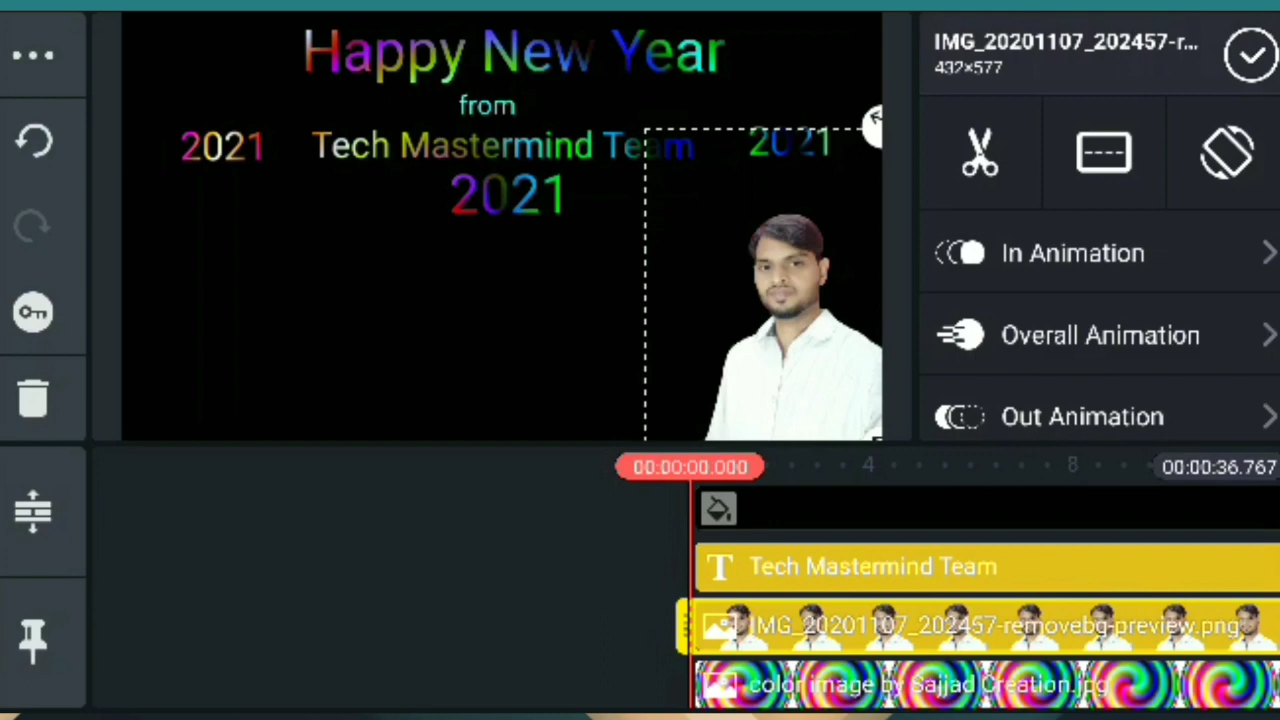 Happy New Year
from
2021 Tech Mastermind Team 2021
2021
IMG_20201107_202457-r...
432×577
In Animation
Overall Animation
Out Animation
00:00:00.000 4 8 00:00:36.767
Tech Mastermind Team
IMG_20201107_202457-removebg-preview.png
color image by Sajjad Creation.jpg